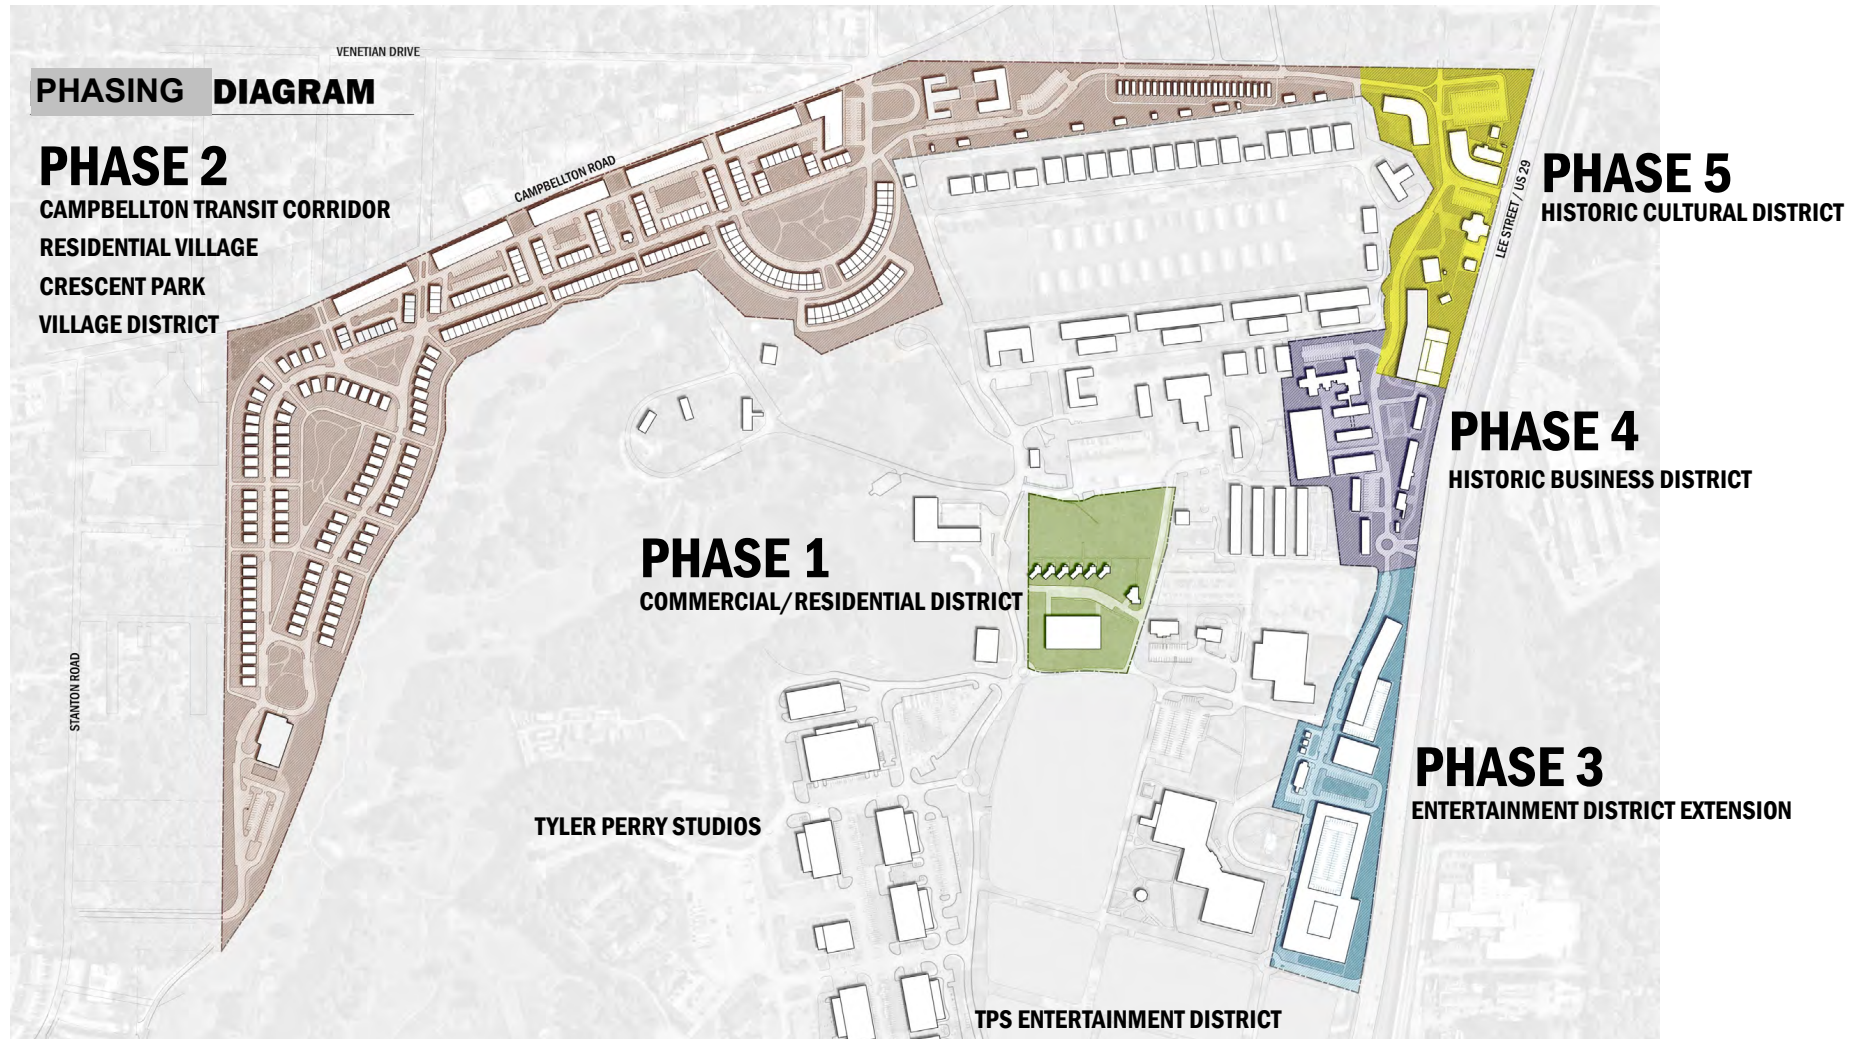 VENETIAN DRIVE
PHASING DIAGRAM
PHASE 2
CAMPBELLTON TRANSIT CORRIDOR
RESIDENTIAL VILLAGE
CRESCENT PARK
VILLAGE DISTRICT
CAMPBELLTON ROAD
PHASE 5
HISTORIC CULTURAL DISTRICT
LEE STREET / US 29
PHASE 4
HISTORIC BUSINESS DISTRICT
PHASE 1
COMMERCIAL/RESIDENTIAL DISTRICT
STANTON ROAD
PHASE 3
ENTERTAINMENT DISTRICT EXTENSION
TYLER PERRY STUDIOS
TPS ENTERTAINMENT DISTRICT